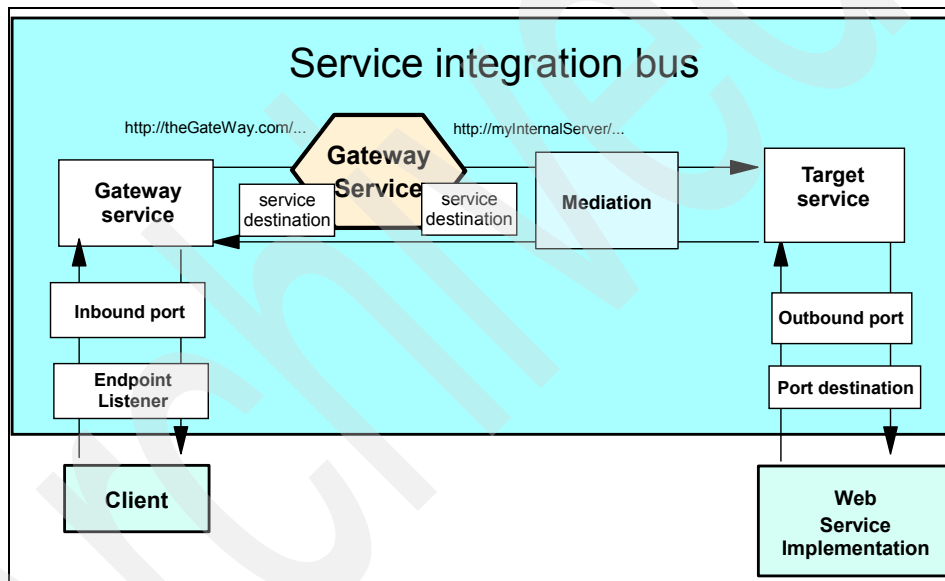 Service integration bus
http://theGateWay.com/...
http://myInternalServer/...
Gateway
Service
Gateway
service
service
destination
service
destination
Mediation
Target
service
Inbound port
Endpoint
Listener
Outbound port
Port destination
Client
Web
Service
Implementation